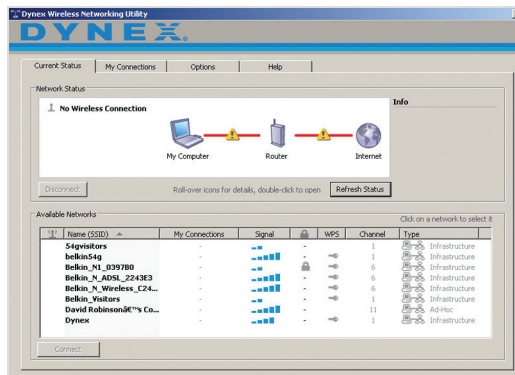 Dynex Wireless Networking Utility
DYNEX
Current Status My Connections Options Help
Network Status
No Wireless Connection
Info
My Computer Router Internet
Disconnect Roll-over icons for details, double-click to open Refresh Status
Available Networks
Click on a network to select it
Name (SSID) My Connections Signal WPS Channel Type
54gvisitors - - 1 Infrastructure
belkin54g - - 1 Infrastructure
Belkin_N1_0397B0 - 6 Infrastructure
Belkin_N_ADSL_2243E3 - - 6 Infrastructure
Belkin_N_Wireless_C24... - - 6 Infrastructure
Belkin_Visitors - - 1 Infrastructure
David Robinsonâ€™s Co... - - 11 Ad-Hoc
Dynex - - 1 Infrastructure
Connect